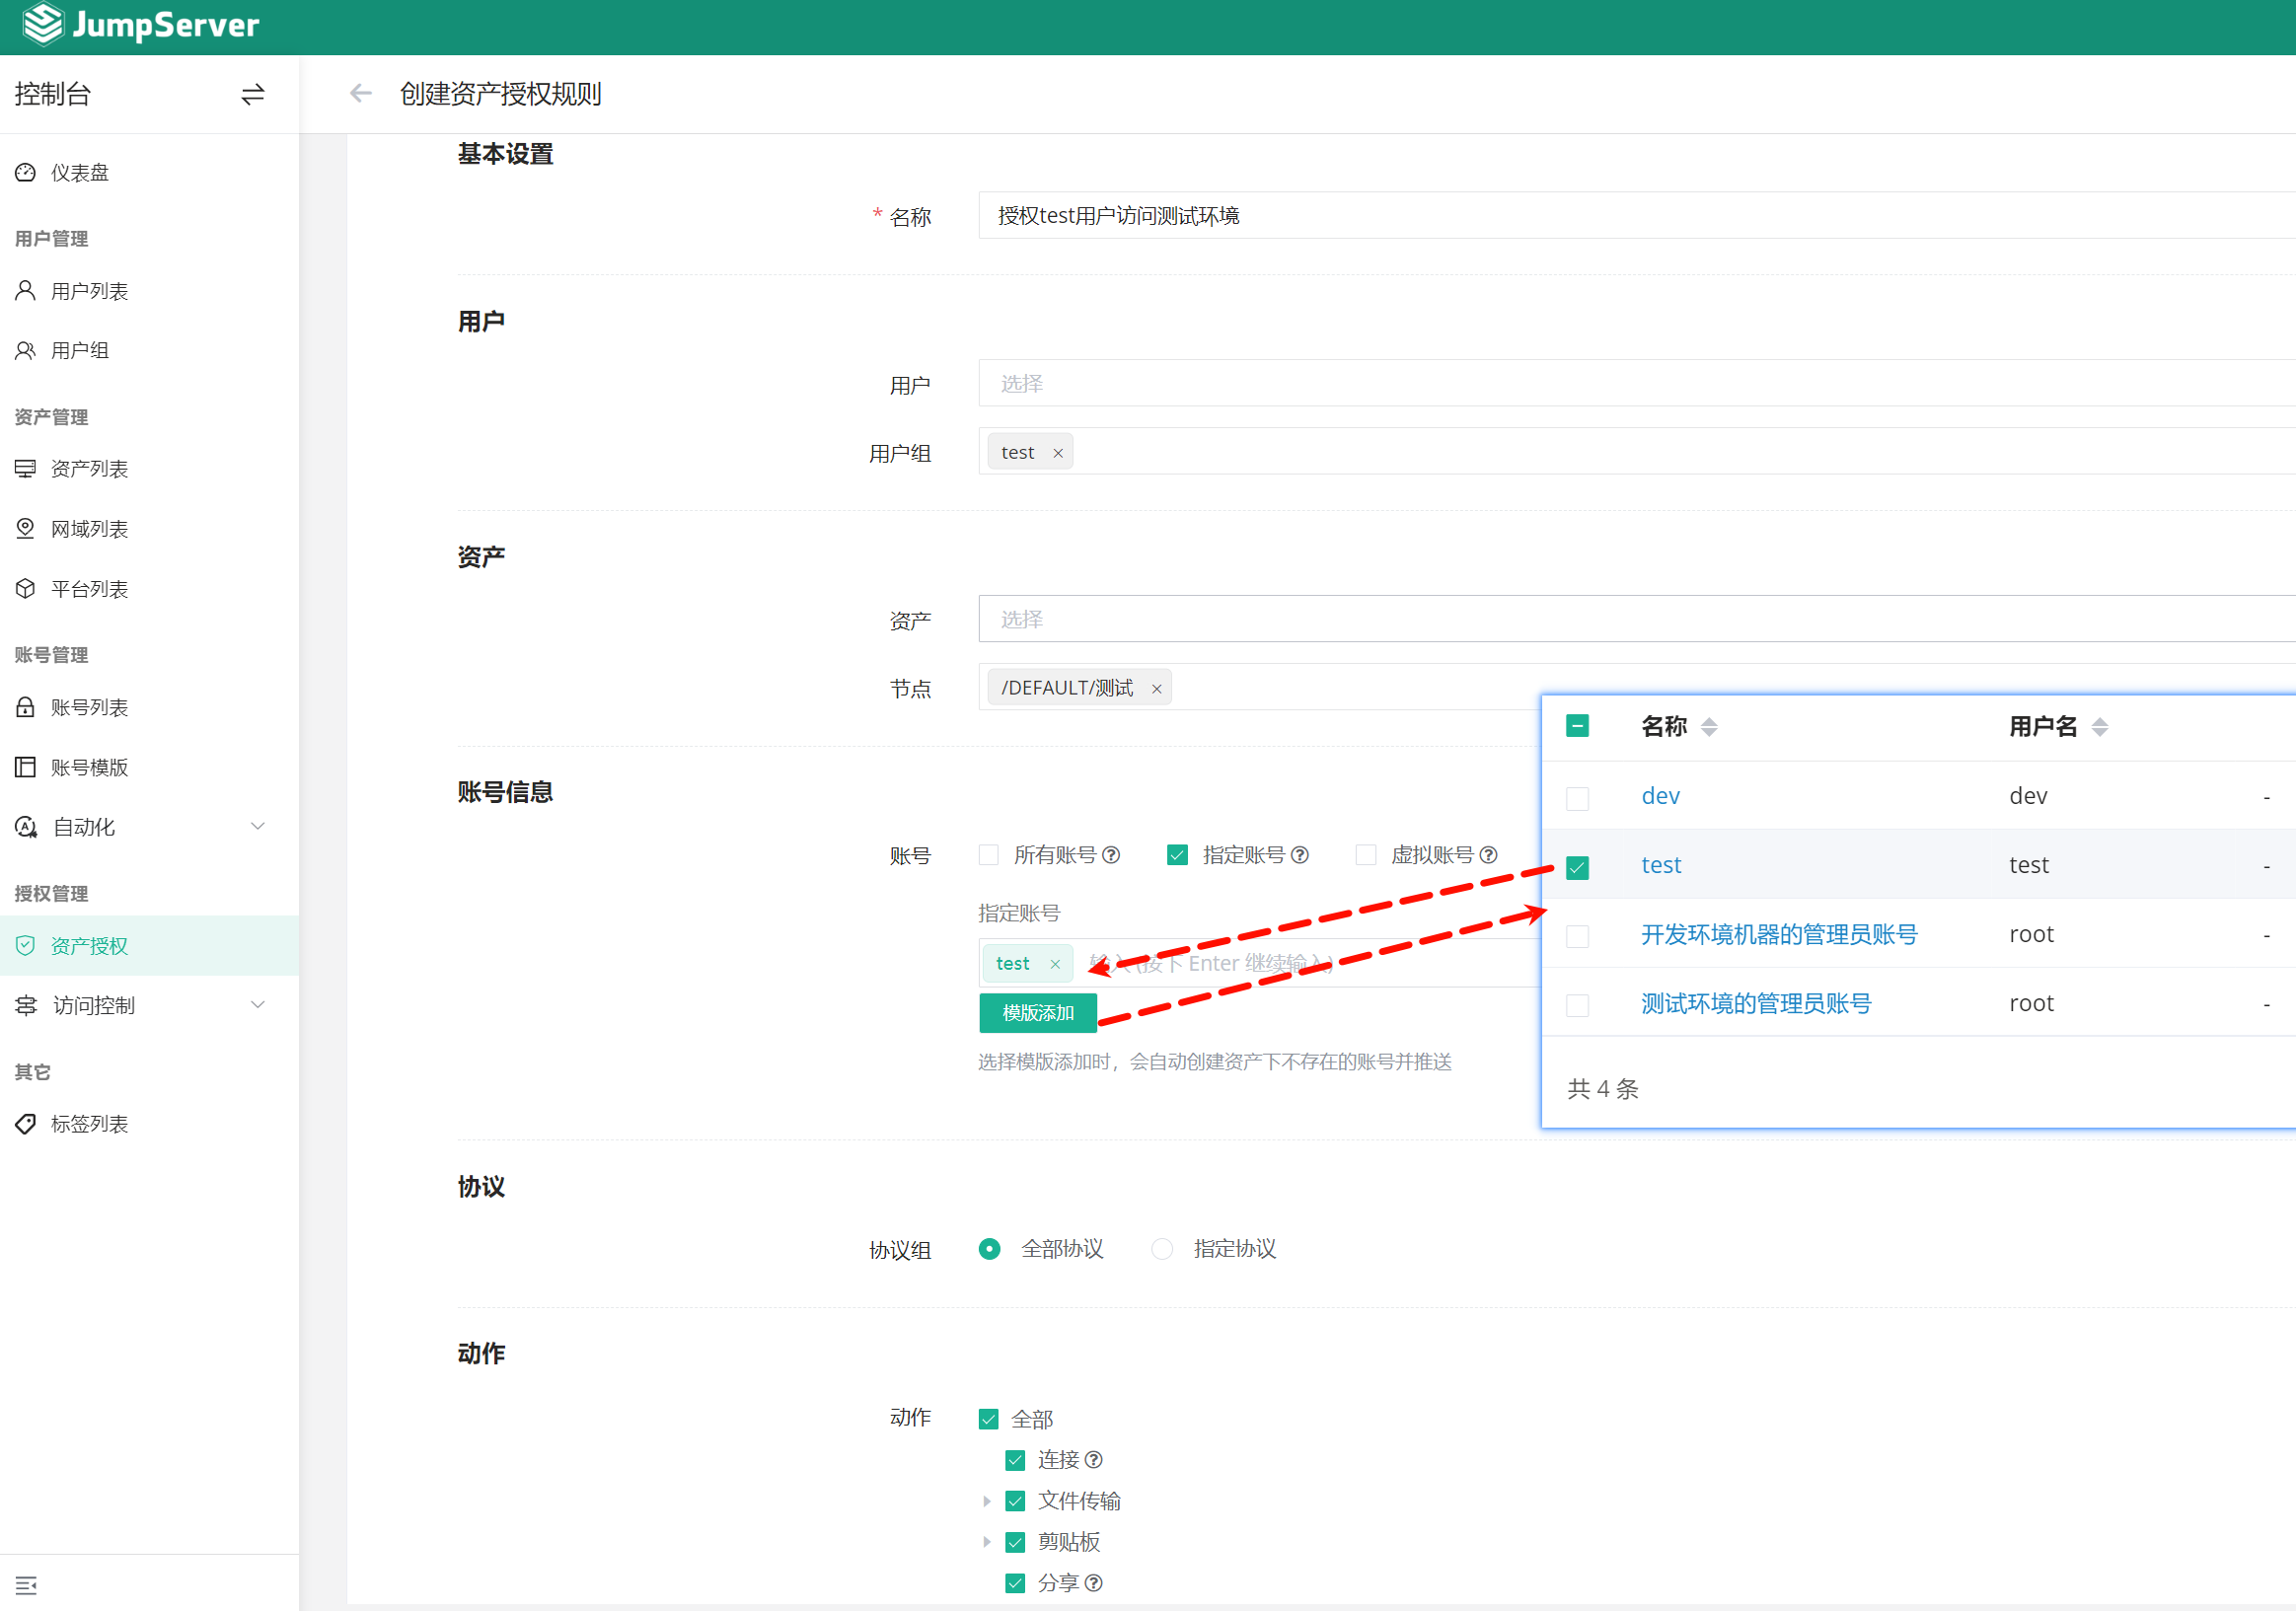 JumpServer
控制台
仪表盘
用户管理
用户列表
用户组
资产管理
资产列表
网域列表
平台列表
账号管理
账号列表
账号模版
自动化
授权管理
资产授权
访问控制
其它
标签列表
创建资产授权规则
基本设置
* 名称
授权test用户访问测试环境
用户
用户
选择
用户组
test ×
资产
资产
选择
节点
/DEFAULT/测试 ×
账号信息
账号
所有账号 ?
指定账号 ?
虚拟账号 ?
指定账号
test ×
输入 (按下 Enter 继续输入)
模版添加
选择模版添加时，会自动创建资产下不存在的账号并推送
名称 用户名
dev dev -
test test -
开发环境机器的管理员账号 root -
测试环境的管理员账号 root -
共 4 条
协议
协议组
全部协议
指定协议
动作
动作
全部
连接 ?
文件传输
剪贴板
分享 ?